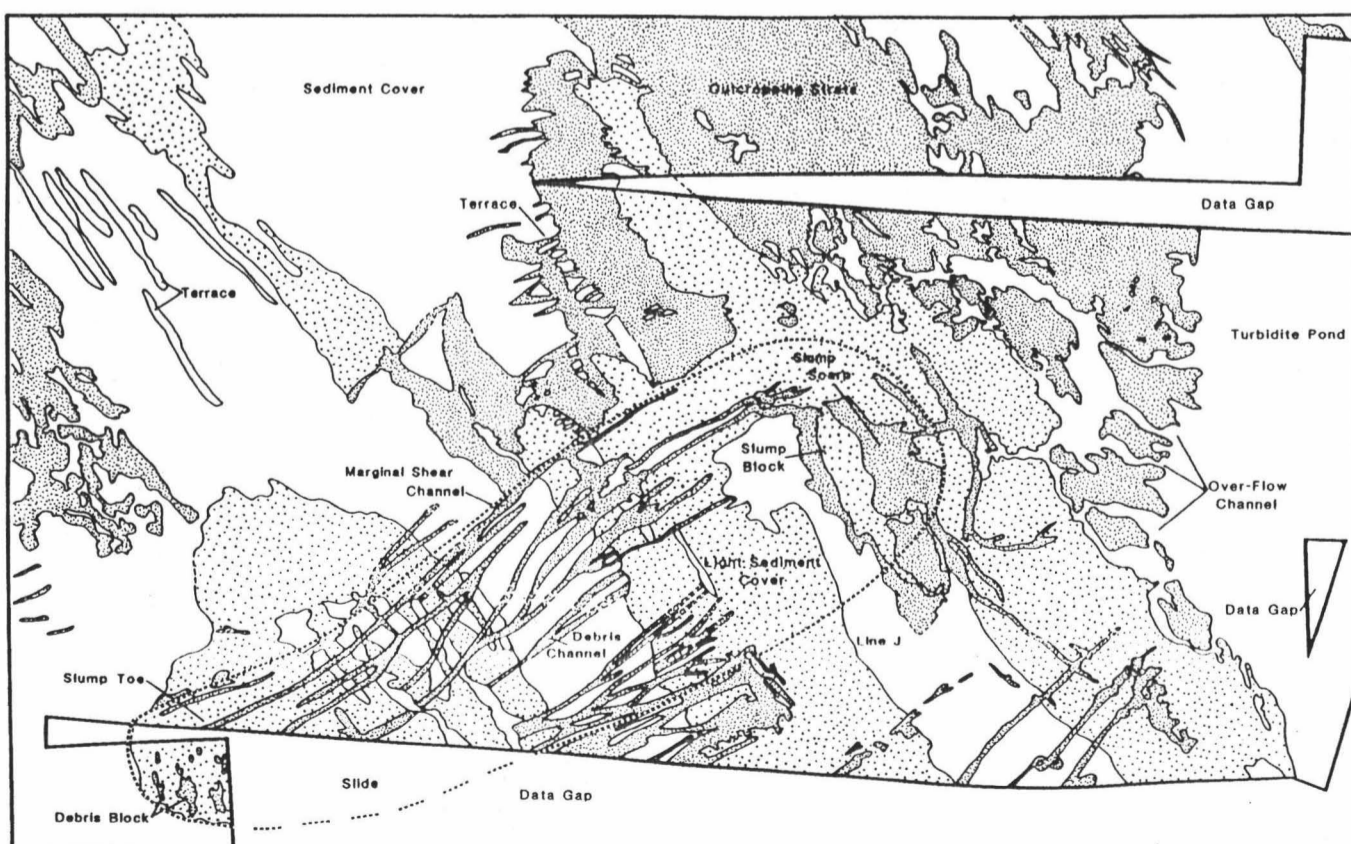 Sediment Cover
Outcropping Strata
Terrace
Data Gap
Terrace
Turbidite Pond
Slump
Scarp
Slump
Block
Marginal Shear
Channel
Over-Flow
Channel
Light Sediment
Cover
Data Gap
Debris
Channel
Line J
Slump Toe
Slide
Data Gap
Debris Block